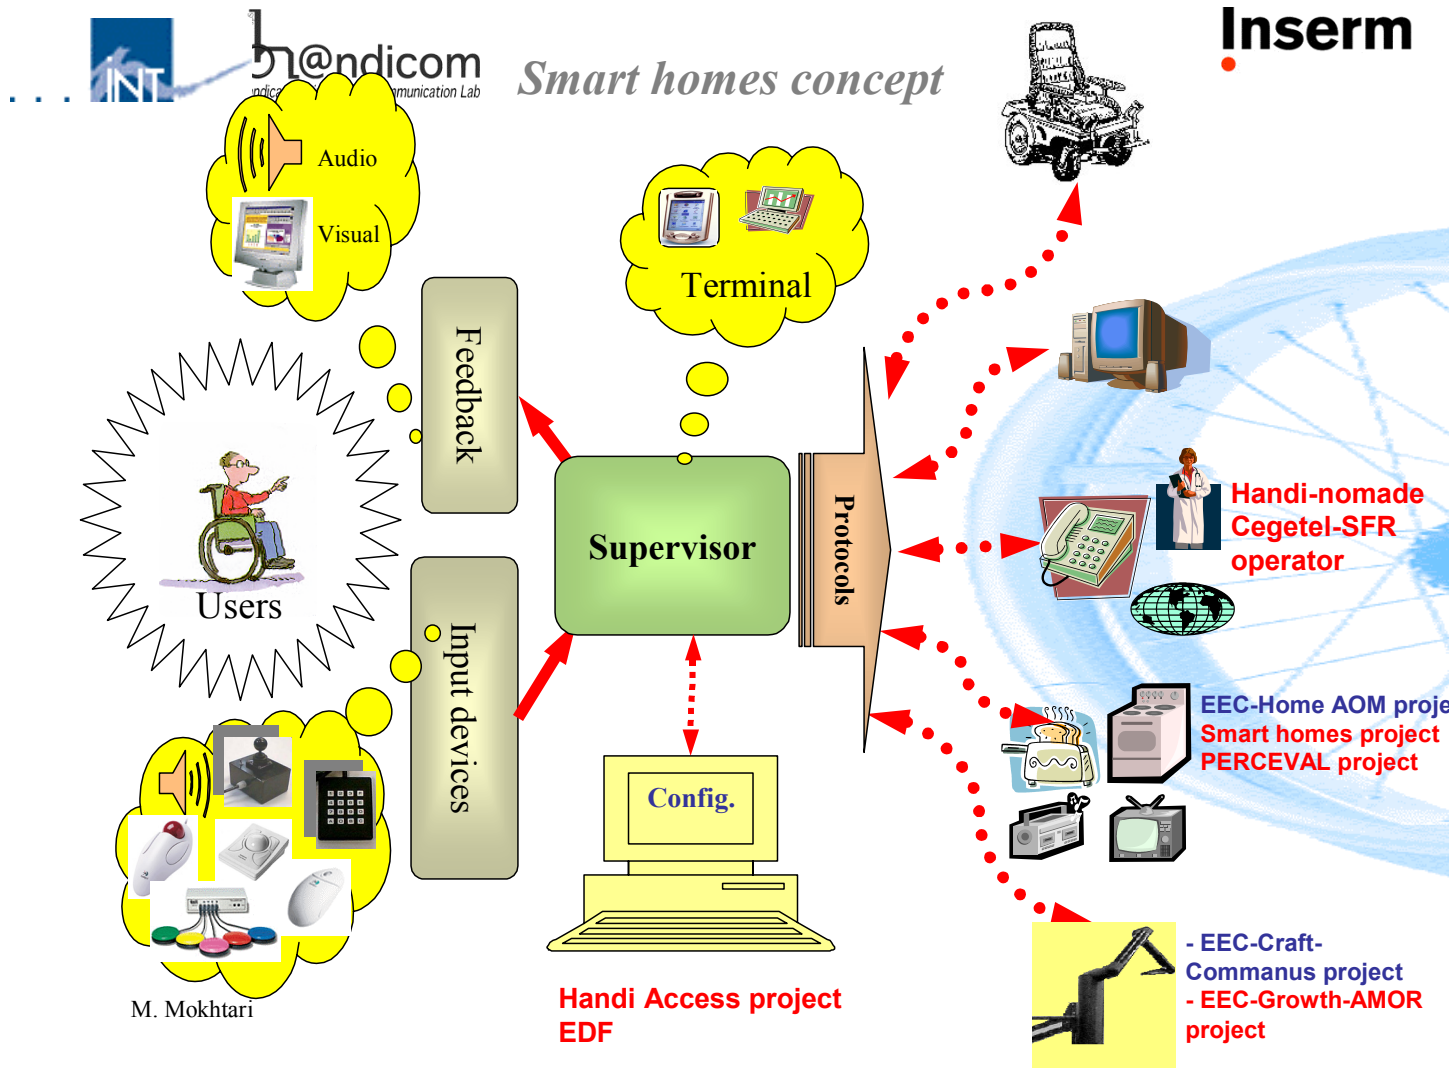 iNT
h@ndicom
mmunication Lab
Smart homes concept
Inserm
Audio
Visual
Terminal
Feedback
Users
Supervisor
Protocols
Input devices
Config.
Handi-nomade
Cegetel-SFR
operator
EEC-Home AOM proje
Smart homes project
PERCEVAL project
- EEC-Craft-
Commanus project
- EEC-Growth-AMOR
project
Handi Access project
EDF
M. Mokhtari